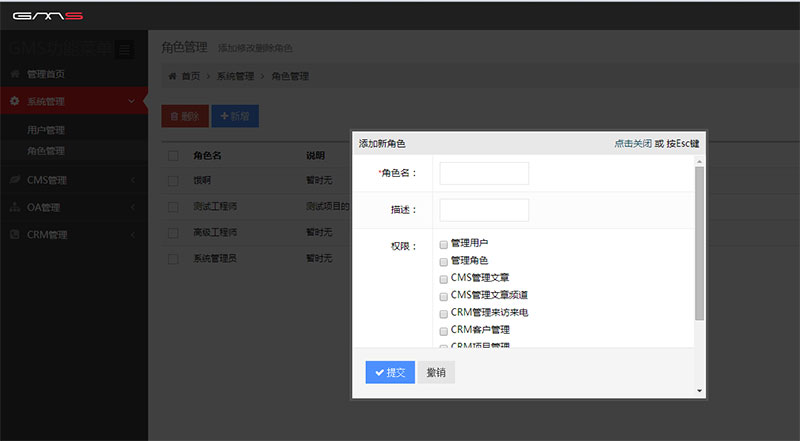 GMS
GMS功能菜单
管理首页
系统管理
用户管理
角色管理
CMS管理
OA管理
CRM管理
角色管理 添加修改删除角色
首页 > 系统管理 > 角色管理
删除 新增
角色名 说明
暂时无
测试工程师 测试项目的
高级工程师 暂时无
系统管理员 暂时无
添加新角色 点击关闭 或 按Esc键
*角色名：
描述：
权限：
管理用户
管理角色
CMS管理文章
CMS管理文章频道
CRM管理来访来电
CRM客户管理
CRM项目管理
提交 撤销